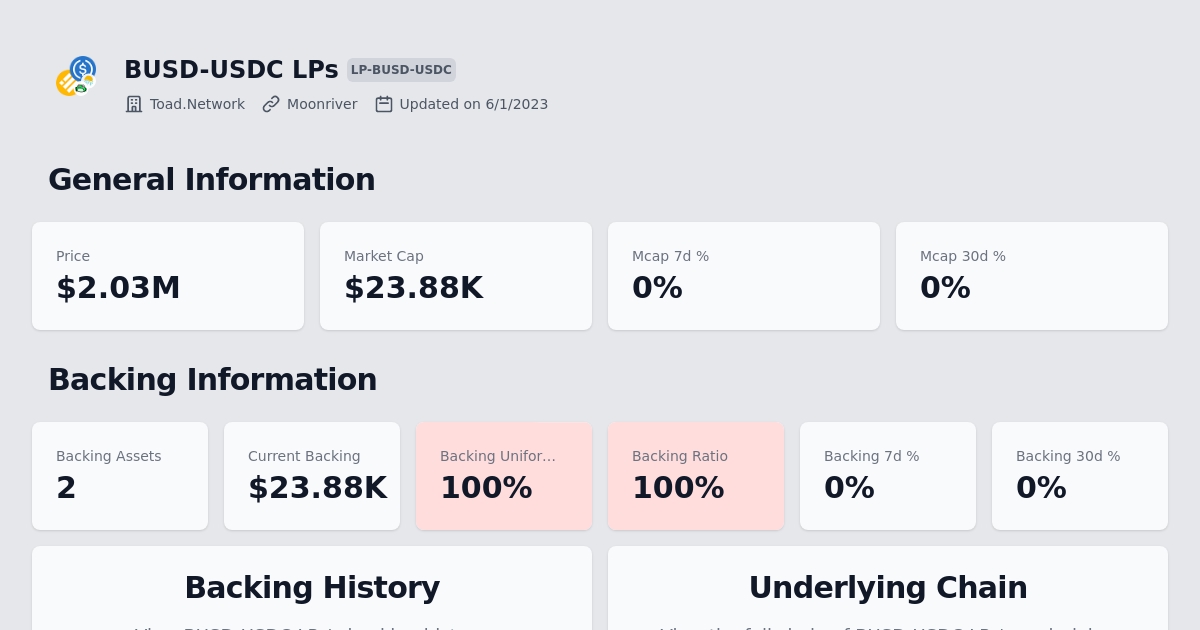 BUSD-USDC LPs LP-BUSD-USDC
Toad.Network Moonriver Updated on 6/1/2023
General Information
Price Market Cap Mcap 7d % Mcap 30d %
$2.03M $23.88K 0% 0%
Backing Information
Backing Assets Current Backing Backing Unifor... Backing Ratio Backing 7d % Backing 30d %
2 $23.88K 100% 100% 0% 0%
Backing History Underlying Chain